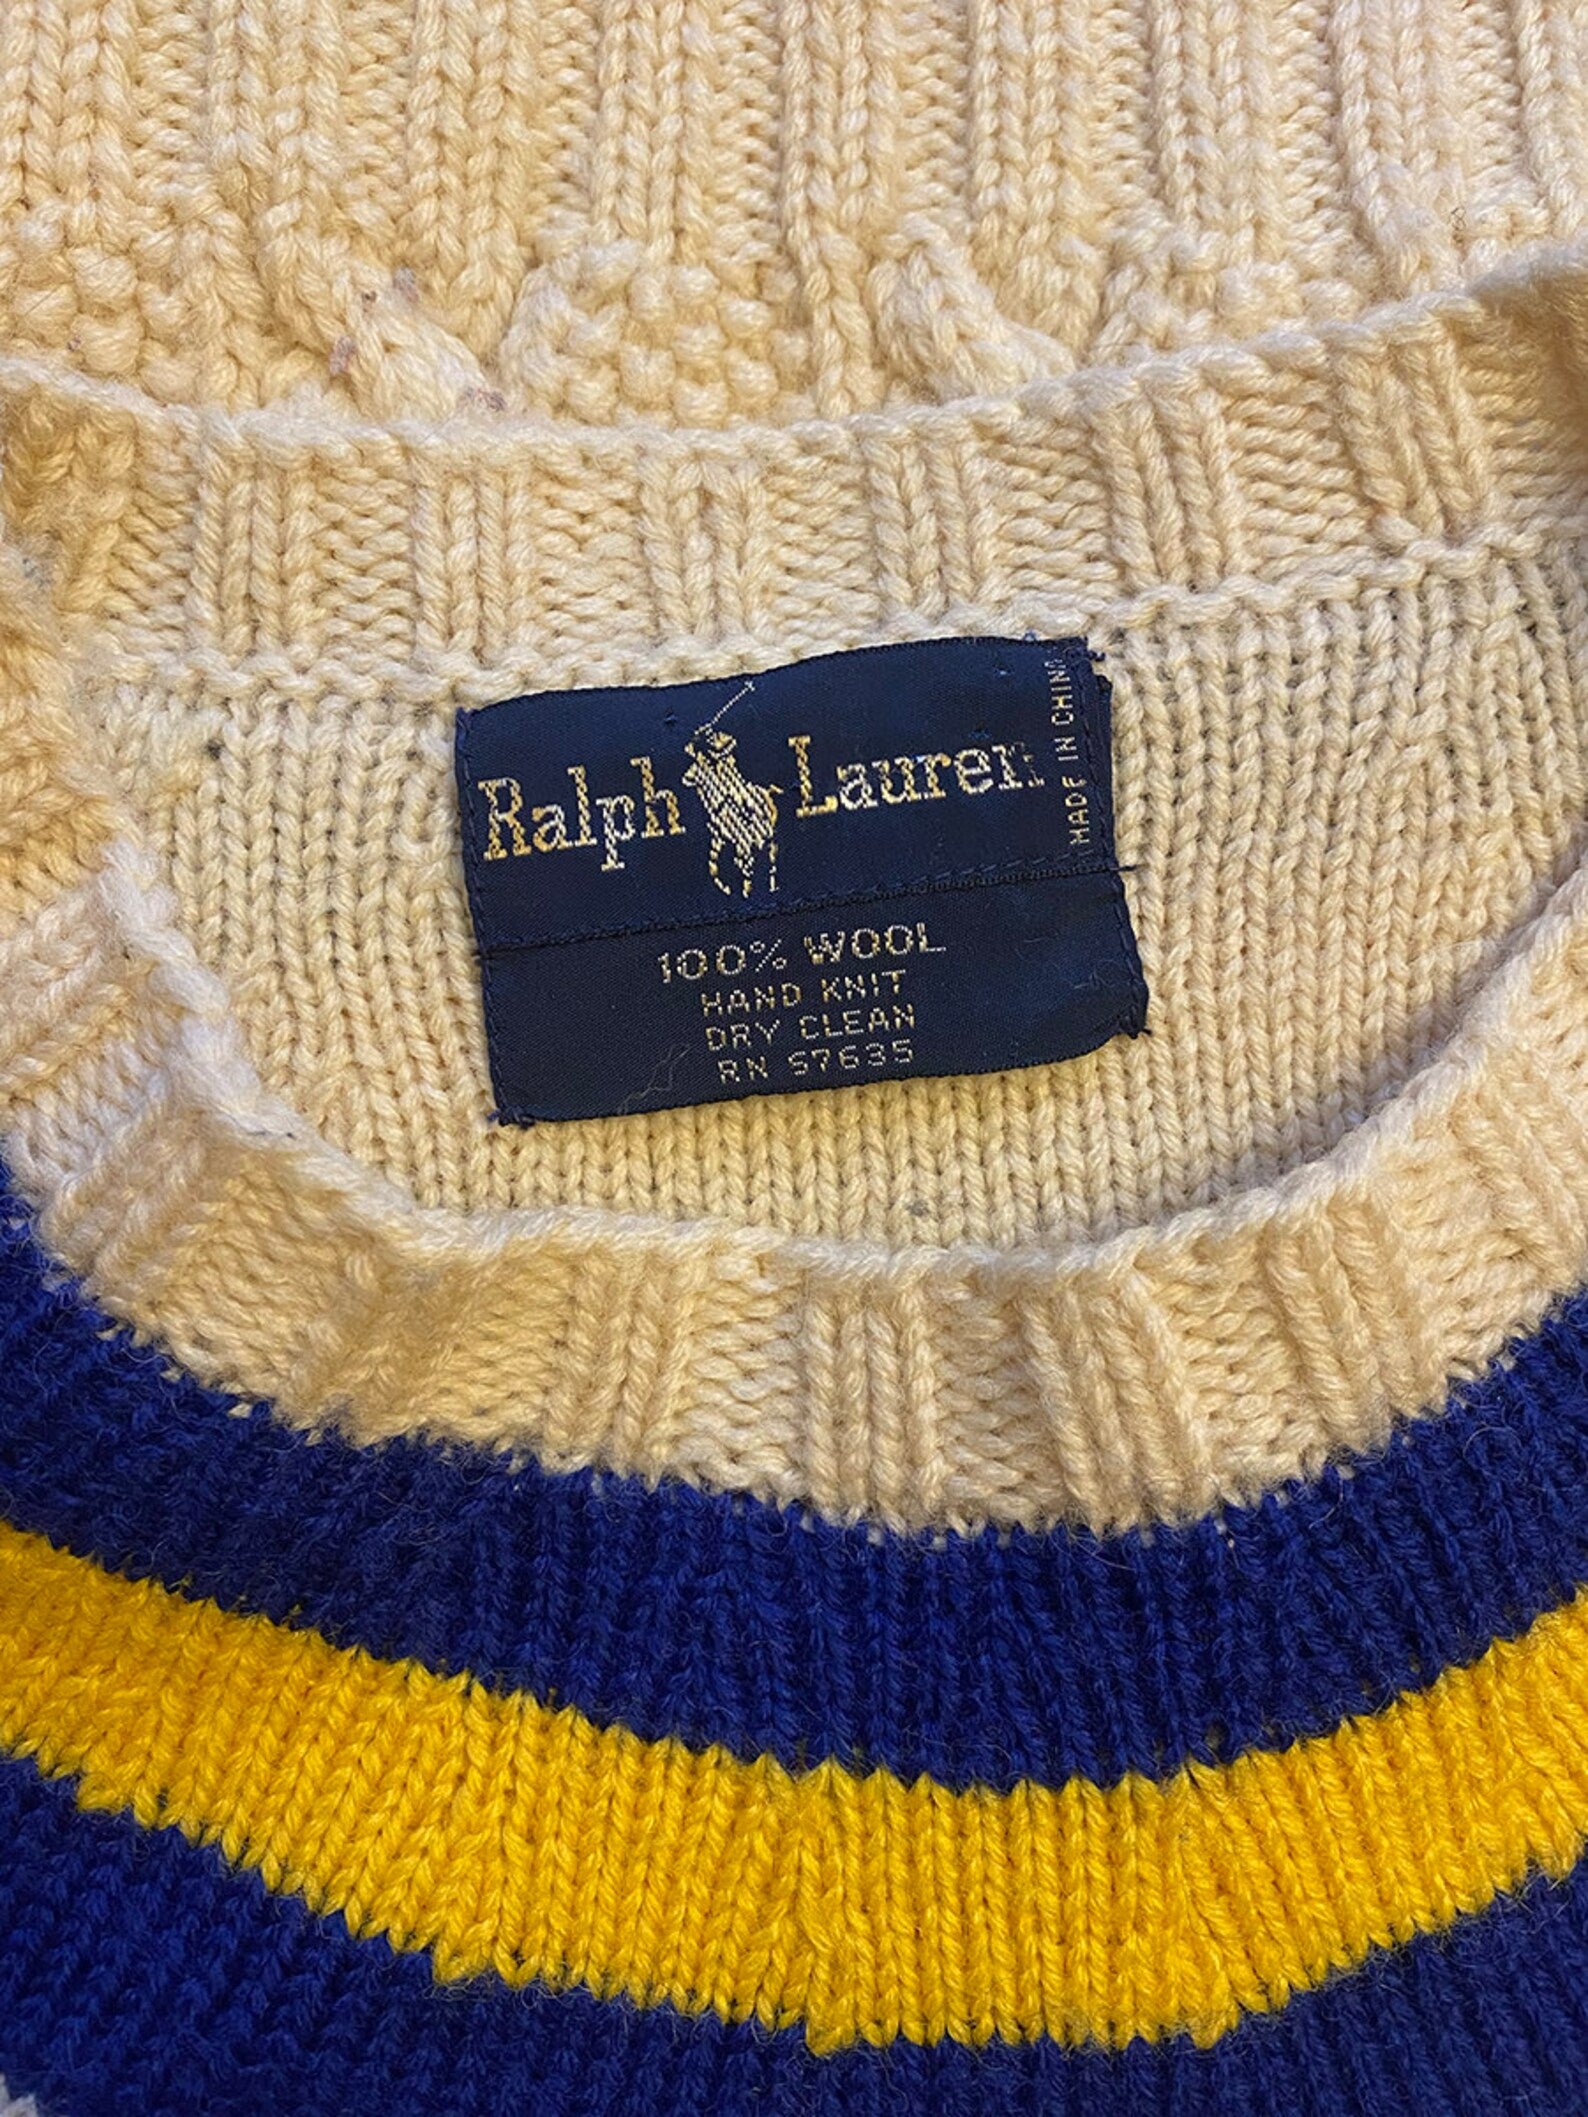 Ralph Lauren
MADE IN CHINA
100% WOOL
HAND KNIT
DRY CLEAN
RN 57635